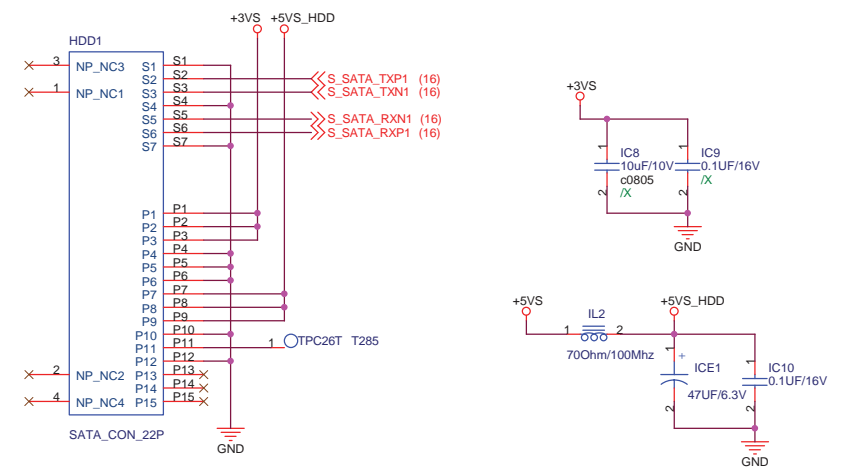 +3VS +5VS_HDD
HDD1
3 NP_NC3 S1 S1
S2 S2 S_SATA_TXP1 (16)
1 NP_NC1 S3 S3 S_SATA_TXN1 (16)
S4 S4
S5 S5 S_SATA_RXN1 (16)
S6 S6 S_SATA_RXP1 (16)
S7 S7
P1 P1
P2 P2
P3 P3
P4 P4
P5 P5
P6 P6
P7 P7
P8 P8
P9 P9
P10 P10
P11 P11 1 TPC26T T285
P12 P12
2 NP_NC2 P13 P13
P14 P14
4 NP_NC4 P15 P15
SATA_CON_22P
GND
+3VS
1 1
IC8 IC9
10uF/10V 0.1UF/16V
c0805 /X
/X
2 2
GND
+5VS +5VS_HDD
IL2
1 2
70Ohm/100Mhz
1 + 1
ICE1 IC10
47UF/6.3V 0.1UF/16V
2 2
GND